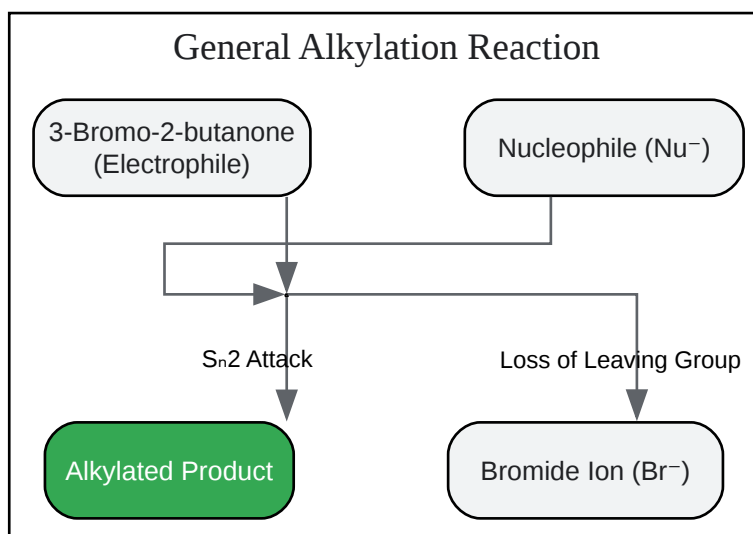 General Alkylation Reaction
3-Bromo-2-butanone
(Electrophile)
Nucleophile (Nu⁻)
Sₙ2 Attack
Loss of Leaving Group
Alkylated Product
Bromide Ion (Br⁻)